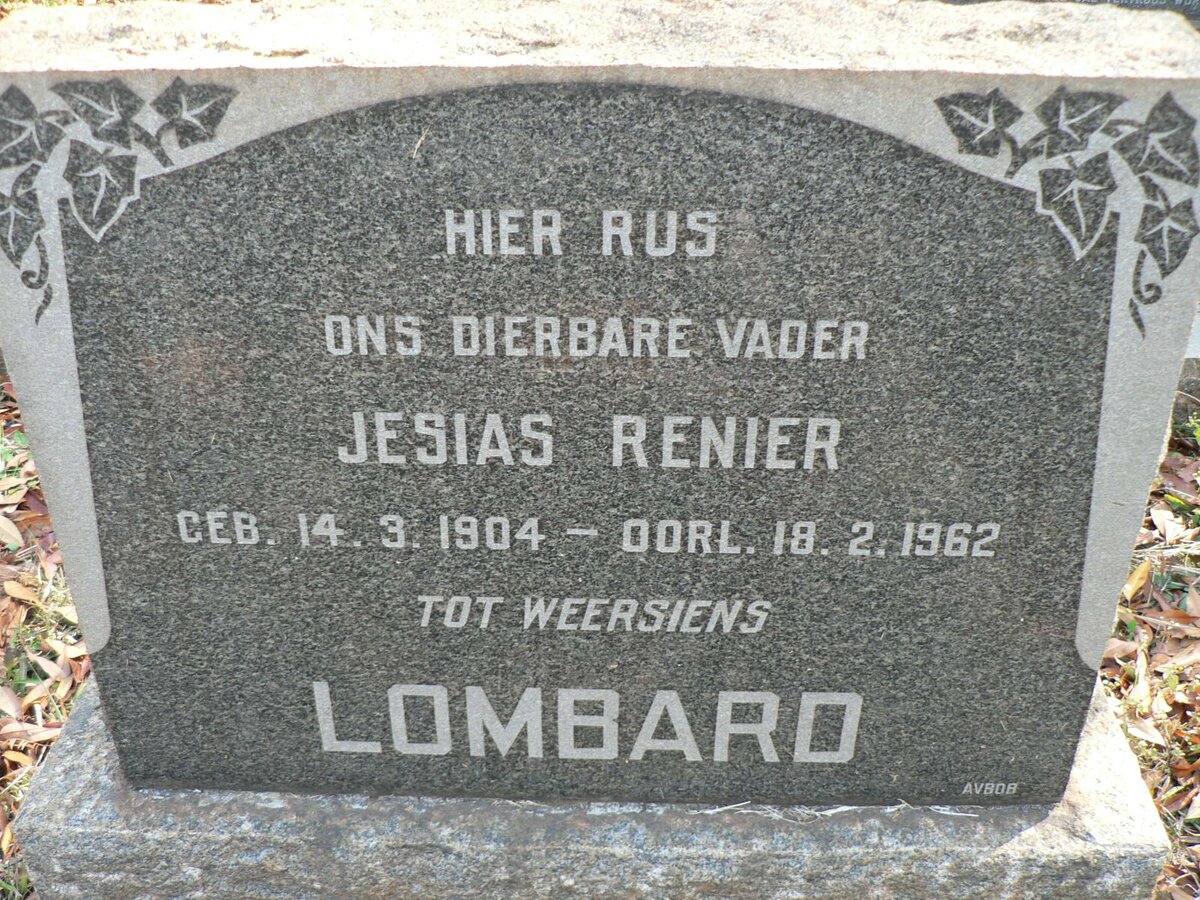 HIER RUS
ONS DIERBARE VADER
JESIAS RENIER
GEB. 14. 3. 1904 – OORL. 18. 2. 1962
TOT WEERSIENS
LOMBARD
AVBOB